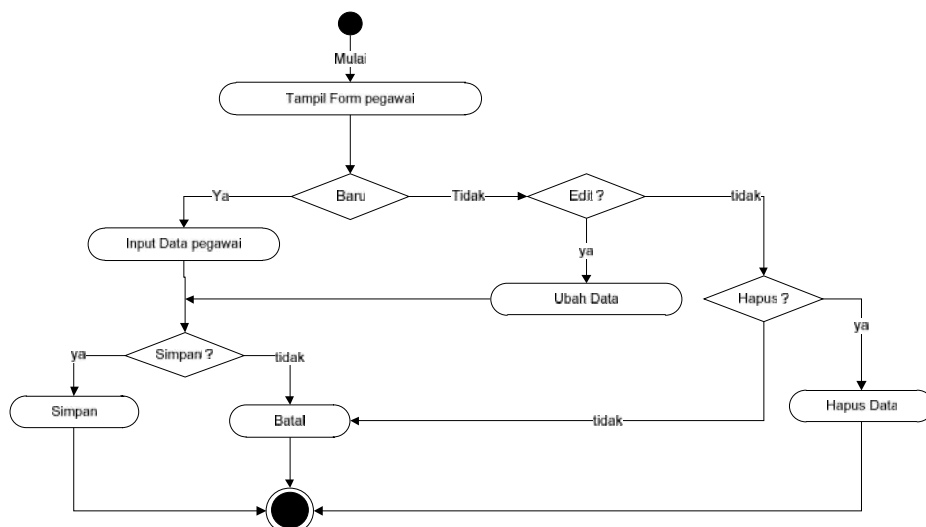 Mulai
Tampil Form pegawai
Ya
Baru
Tidak
Edit ?
tidak
Input Data pegawai
ya
Ubah Data
Hapus ?
ya
Simpan ?
ya
tidak
Simpan
Batal
tidak
Hapus Data